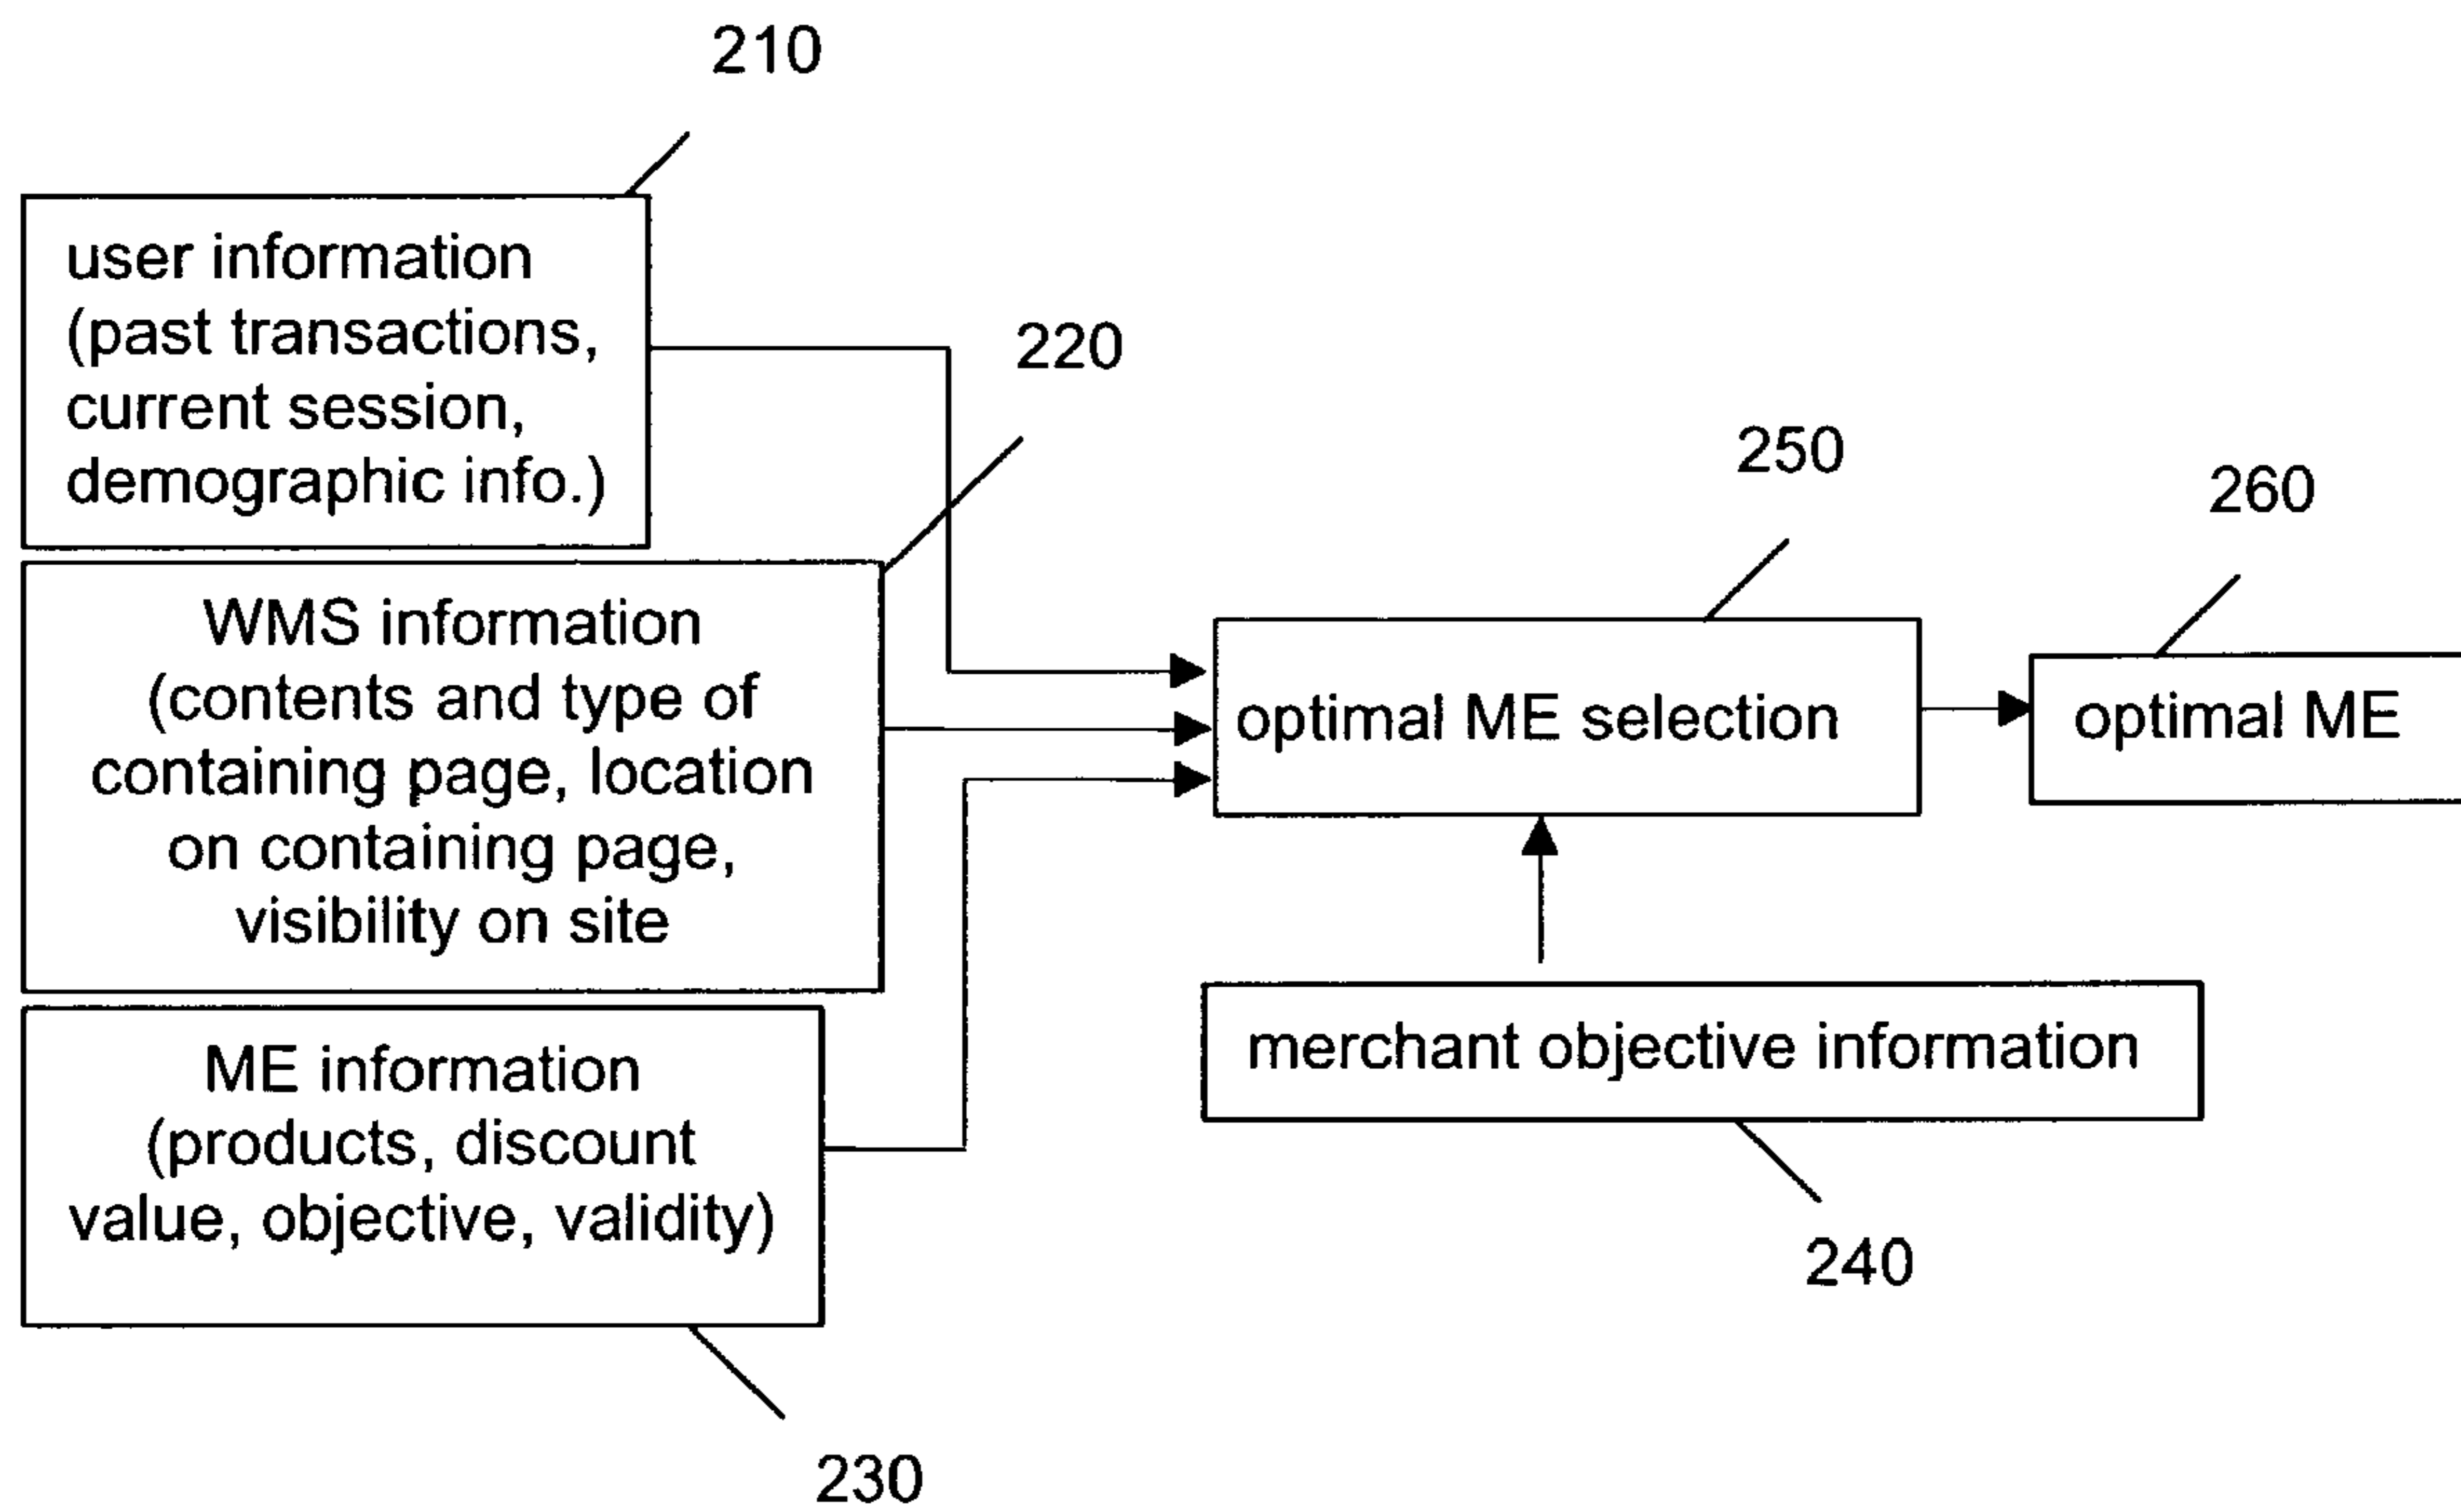 210
user information
(past transactions,
current session,
demographic info.)
220
WMS information
(contents and type of
containing page, location
on containing page,
visibility on site
ME information
(products, discount
value, objective, validity)
230
250
optimal ME selection
260
optimal ME
merchant objective information
240